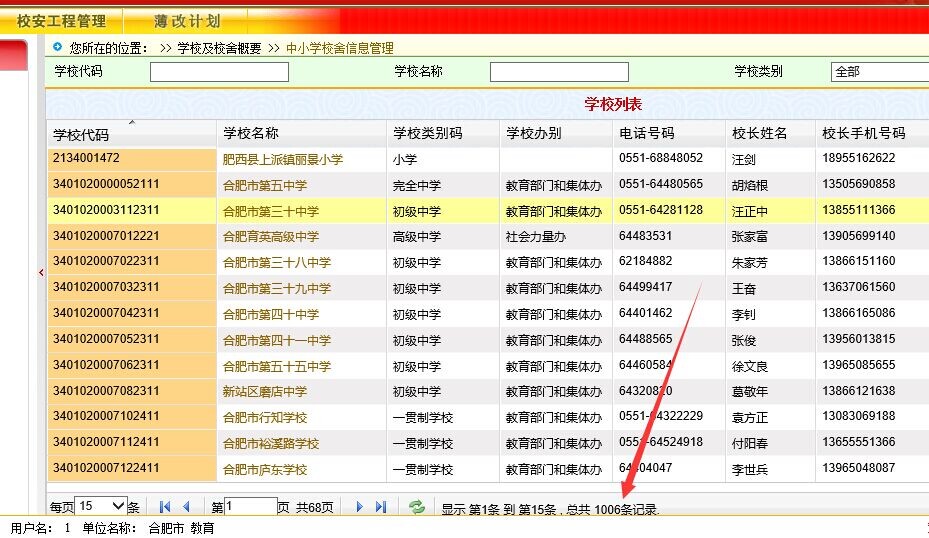 校安工程管理 薄改计划
您所在的位置： >> 学校及校舍概要 >> 中小学校舍信息管理
学校代码 学校名称 学校类别 全部
学校列表
学校代码 学校名称 学校类别码 学校办别 电话号码 校长姓名 校长手机号码
2134001472 肥西县上派镇丽景小学 小学 0551-68848052 汪剑 18955162622
3401020000052111 合肥市第五中学 完全中学 教育部门和集体办 0551-64480565 胡焰根 13505690858
3401020003112311 合肥市第三十中学 初级中学 教育部门和集体办 0551-64281128 汪正中 13855111366
3401020007012221 合肥育英高级中学 高级中学 社会力量办 64483531 张家富 13905699140
3401020007022311 合肥市第三十八中学 初级中学 教育部门和集体办 62184882 朱家芳 13866151160
3401020007032311 合肥市第三十九中学 初级中学 教育部门和集体办 64499417 王奋 13637061560
3401020007042311 合肥市第四十中学 初级中学 教育部门和集体办 64401462 李钊 13866165086
3401020007052311 合肥市第四十一中学 初级中学 教育部门和集体办 64488565 张俊 13956013815
3401020007062311 合肥市第五十五中学 初级中学 教育部门和集体办 64460584 徐文良 13965085655
3401020007082311 新站区磨店中学 初级中学 教育部门和集体办 葛敬年 13866121638
3401020007102411 合肥市行知学校 一贯制学校 教育部门和集体办 0551-64322229 袁方正 13083069188
3401020007112411 合肥市裕溪路学校 一贯制学校 教育部门和集体办 0551-64524918 付阳春 13655551366
3401020007122411 合肥市庐东学校 一贯制学校 教育部门和集体办 李世兵 13965048087
每页 15 条 第 1 页 共68页 显示 第1条 到 第15条 , 总共 1006条记录.
用户名： 1 单位名称： 合肥市 教育